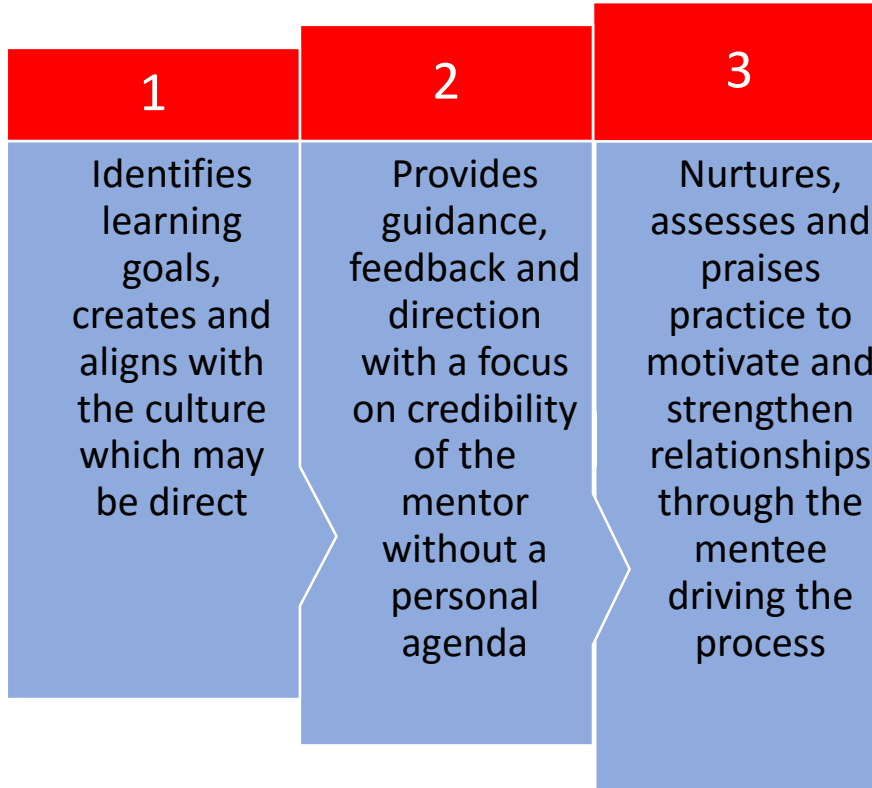 1
Identifies
learning
goals,
creates and
aligns with
the culture
which may
be direct
2
Provides
guidance,
feedback and
direction
with a focus
on credibility
of the
mentor
without a
personal
agenda
3
Nurtures,
assesses and
praises
practice to
motivate and
strengthen
relationships
through the
mentee
driving the
process